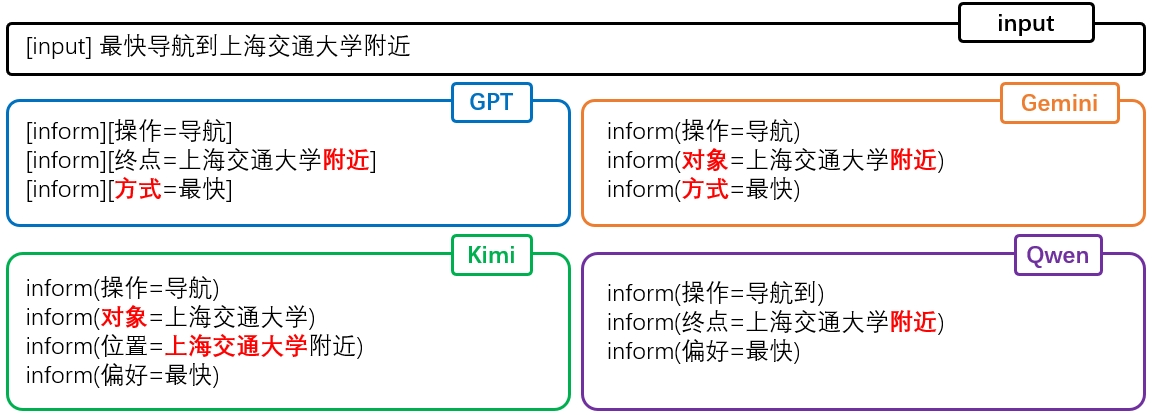 input
[input] 最快导航到上海交通大学附近
GPT
[inform][操作=导航]
[inform][终点=上海交通大学附近]
[inform][方式=最快]
Gemini
inform(操作=导航)
inform(对象=上海交通大学附近)
inform(方式=最快)
Kimi
inform(操作=导航)
inform(对象=上海交通大学)
inform(位置=上海交通大学附近)
inform(偏好=最快)
Qwen
inform(操作=导航到)
inform(终点=上海交通大学附近)
inform(偏好=最快)